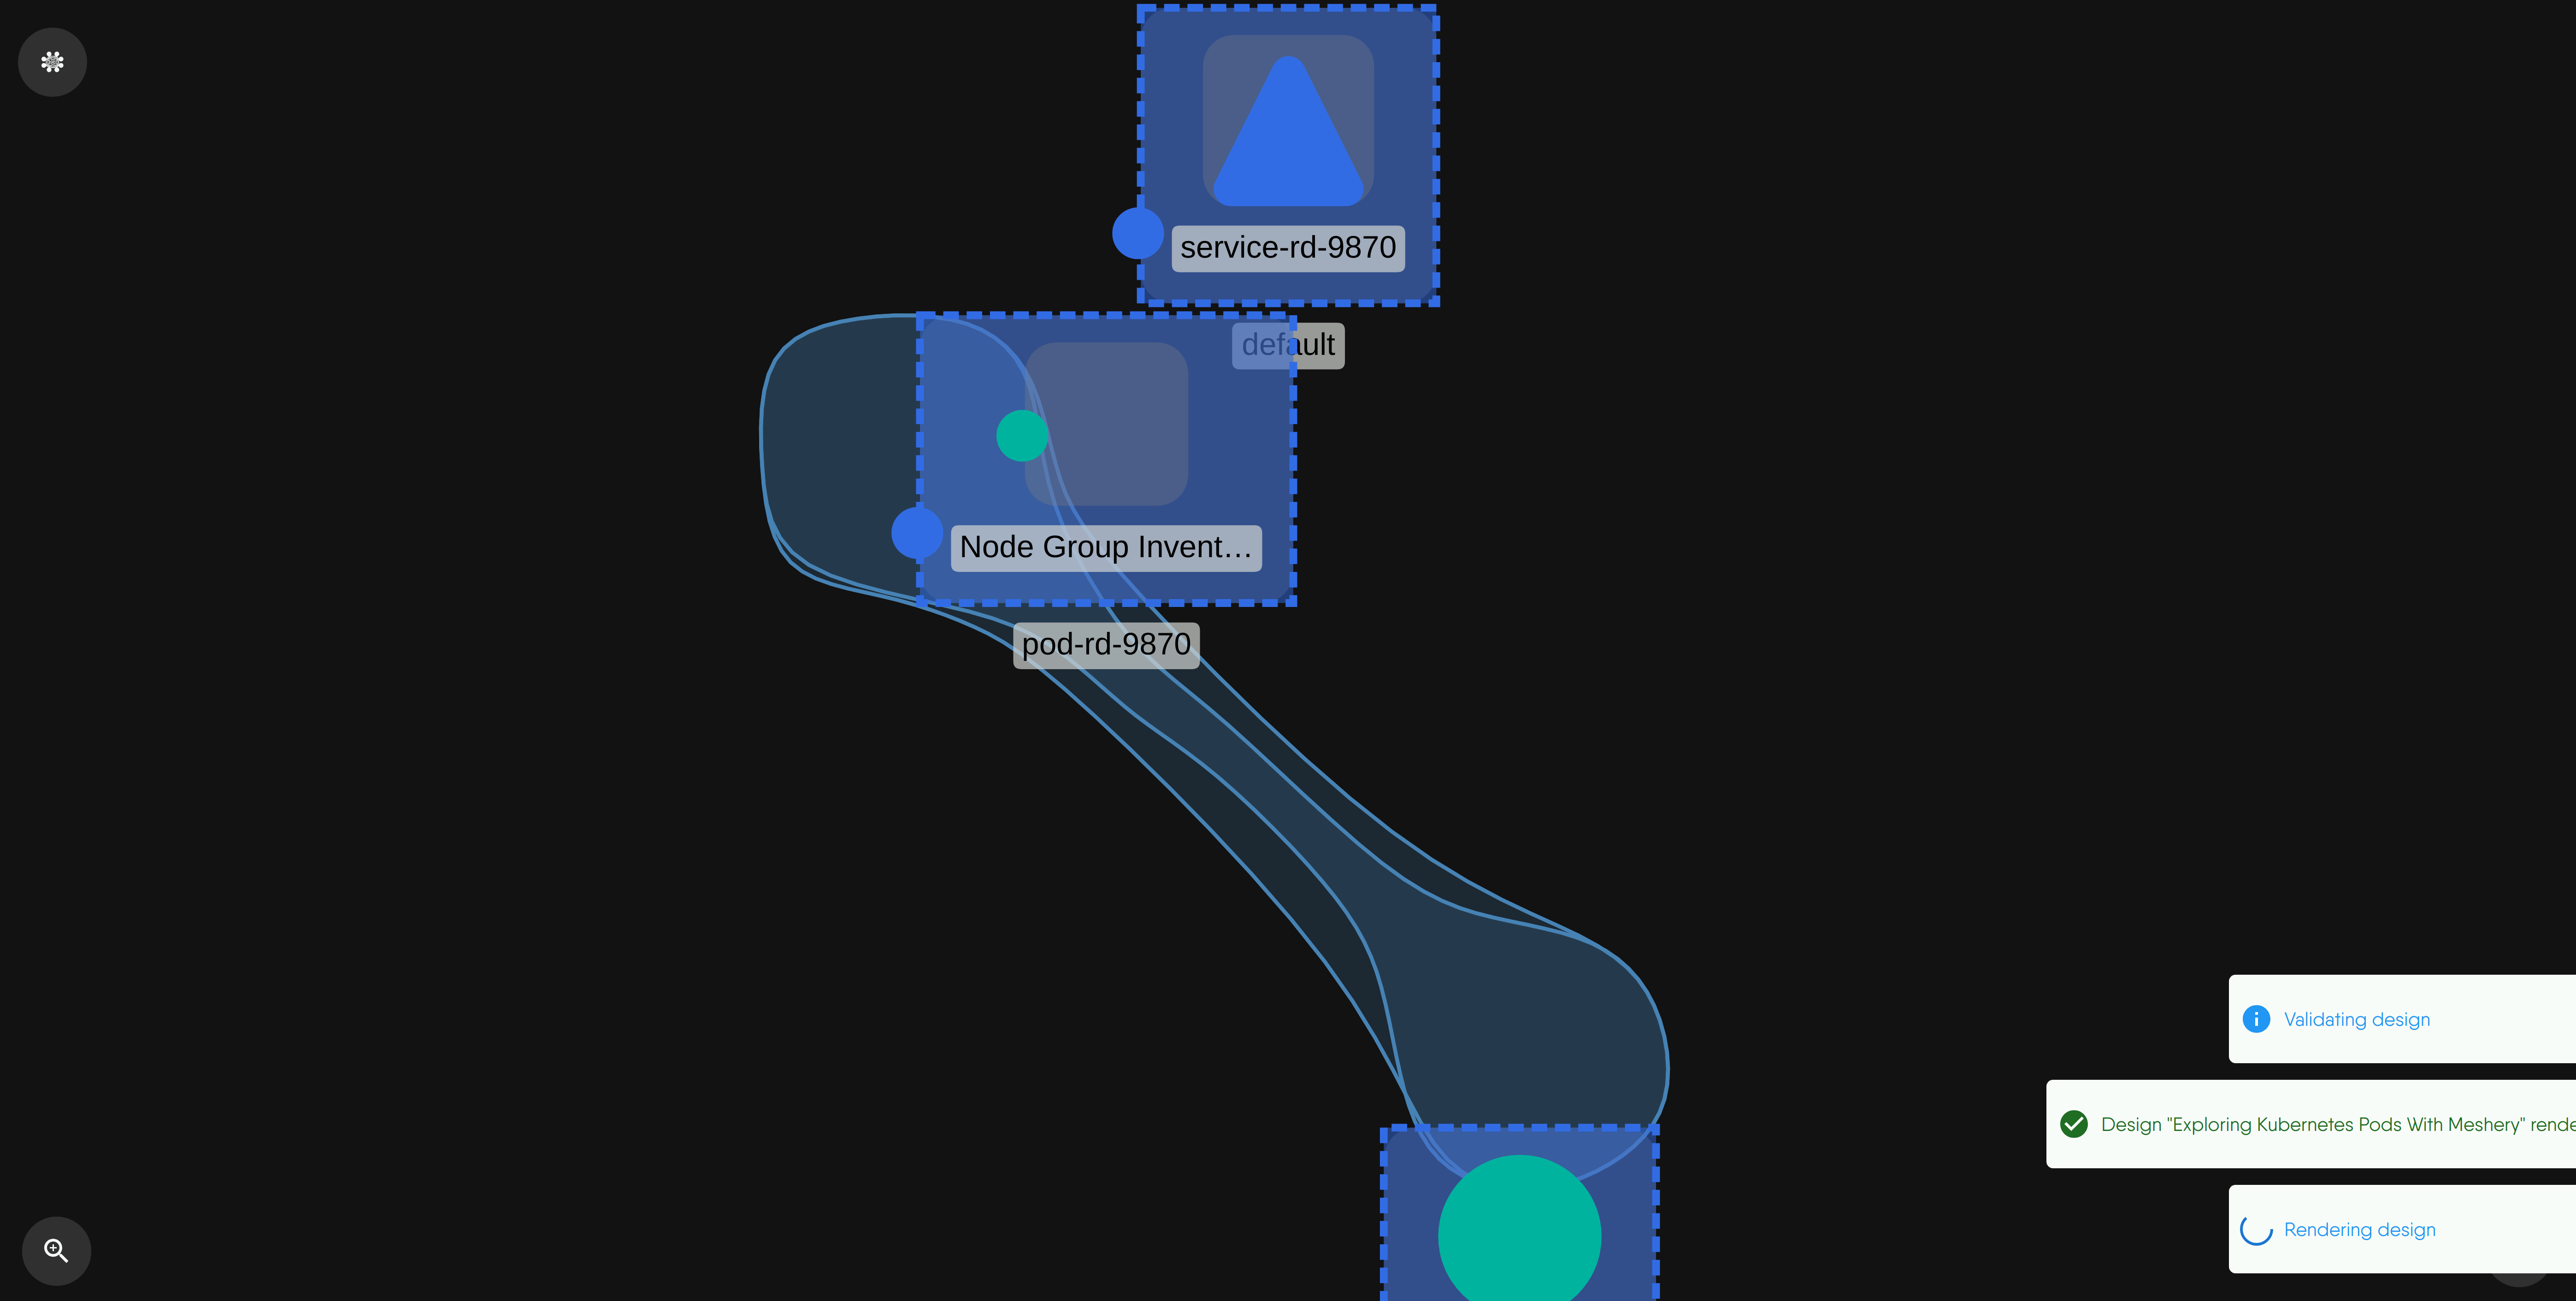 service-rd-9870
default
Node Group Invent…
pod-rd-9870
Validating design
Design "Exploring Kubernetes Pods With Meshery" rende
Rendering design